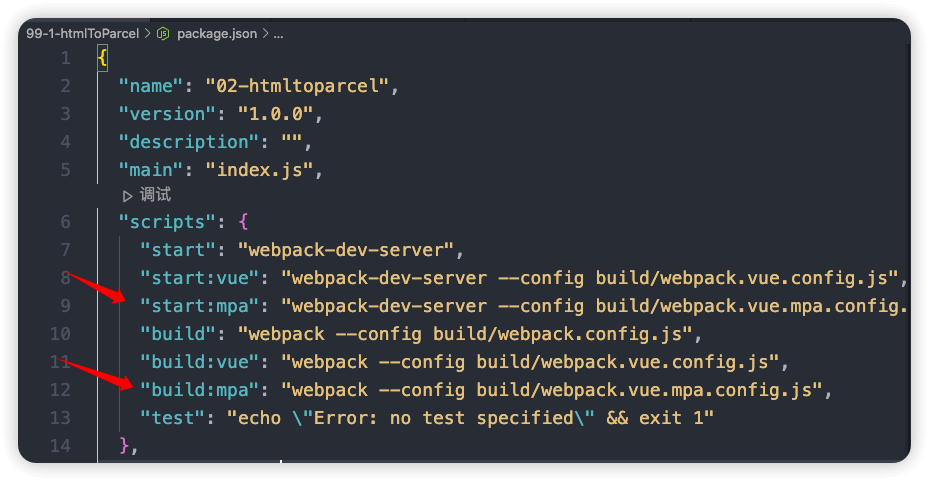 99-1-htmlToParcel > package.json > ...
1 {
2 "name": "02-htmltoparcel",
3 "version": "1.0.0",
4 "description": "",
5 "main": "index.js",
调试
6 "scripts": {
7 "start": "webpack-dev-server",
8 "start:vue": "webpack-dev-server --config build/webpack.vue.config.js",
9 "start:mpa": "webpack-dev-server --config build/webpack.vue.mpa.config.
10 "build": "webpack --config build/webpack.config.js",
11 "build:vue": "webpack --config build/webpack.vue.config.js",
12 "build:mpa": "webpack --config build/webpack.vue.mpa.config.js",
13 "test": "echo \"Error: no test specified\" && exit 1"
14 },